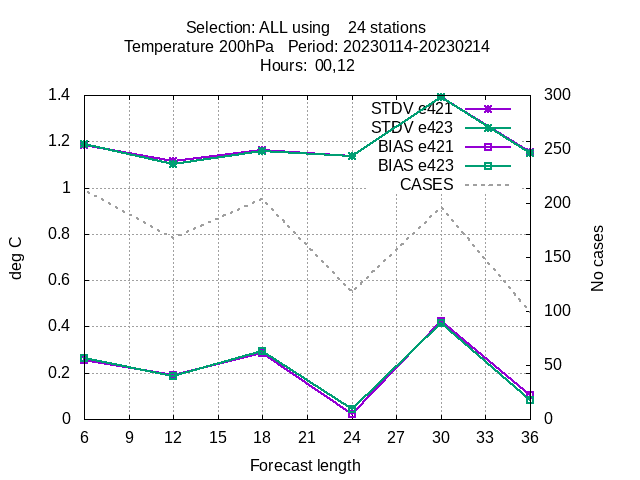 Selection: ALL using    24 stations
Temperature 200hPa   Period: 20230114-20230214
Hours:  00,12
1.4
1.2
1
0.8
0.6
0.4
0.2
0
deg C
STDV e421
STDV e423
BIAS e421
BIAS e423
CASES
300
250
200
150
100
50
0
No cases
6 9 12 15 18 21 24 27 30 33 36
Forecast length